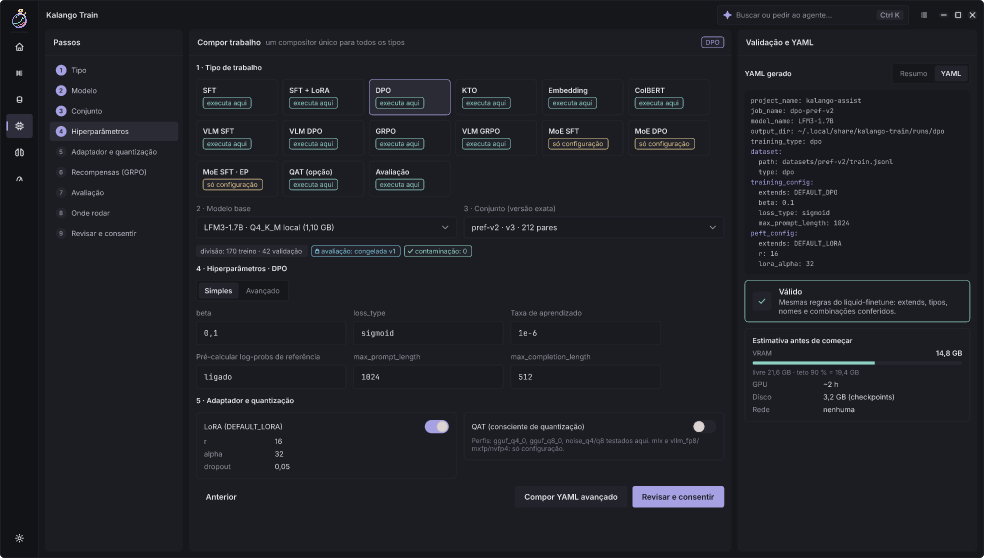 Kalango Train
Buscar ou pedir ao agente...
Ctrl K
Passos
1 Tipo
2 Modelo
3 Conjunto
4 Hiperparâmetros
5 Adaptador e quantização
6 Recompensas (GRPO)
7 Avaliação
8 Onde rodar
9 Revisar e consentir
Compor trabalho um compositor único para todos os tipos
DPO
1 · Tipo de trabalho
SFT
executa aqui
SFT + LoRA
executa aqui
DPO
executa aqui
KTO
executa aqui
Embedding
executa aqui
ColBERT
executa aqui
VLM SFT
executa aqui
VLM DPO
executa aqui
GRPO
executa aqui
VLM GRPO
executa aqui
MoE SFT
só configuração
MoE DPO
só configuração
MoE SFT · EP
só configuração
QAT (opção)
executa aqui
Avaliação
executa aqui
2 · Modelo base
LFM3-1.7B · Q4_K_M local (1,10 GB)
3 · Conjunto (versão exata)
pref-v2 · v3 · 212 pares
divisão: 170 treino · 42 validação
avaliação: congelada v1
contaminação: 0
4 · Hiperparâmetros · DPO
Simples
Avançado
beta
0,1
loss_type
sigmoid
Taxa de aprendizado
1e-6
Pré-calcular log-probs de referência
ligado
max_prompt_length
1024
max_completion_length
512
5 · Adaptador e quantização
LoRA (DEFAULT_LORA)
r 16
alpha 32
dropout 0,05
QAT (consciente de quantização)
Perfis: gguf_q4_0, gguf_q8_0, noise_q4/q8 testados aqui. mlx e vllm_fp8/
mxfp/nvfp4: só configuração.
Anterior
Compor YAML avançado
Revisar e consentir
Validação e YAML
YAML gerado
Resumo
YAML
project_name: kalango-assist
job_name: dpo-pref-v2
model_name: LFM3-1.7B
output_dir: ~/.local/share/kalango-train/runs/dpo
training_type: dpo
dataset:
path: datasets/pref-v2/train.jsonl
type: dpo
training_config:
extends: DEFAULT_DPO
beta: 0.1
loss_type: sigmoid
max_prompt_length: 1024
peft_config:
extends: DEFAULT_LORA
r: 16
lora_alpha: 32
Válido
Mesmas regras do liquid-finetune: extends, tipos,
nomes e combinações conferidos.
Estimativa antes de começar
VRAM 14,8 GB
livre 21,6 GB · teto 90 % = 19,4 GB
GPU ~2 h
Disco 3,2 GB (checkpoints)
Rede nenhuma